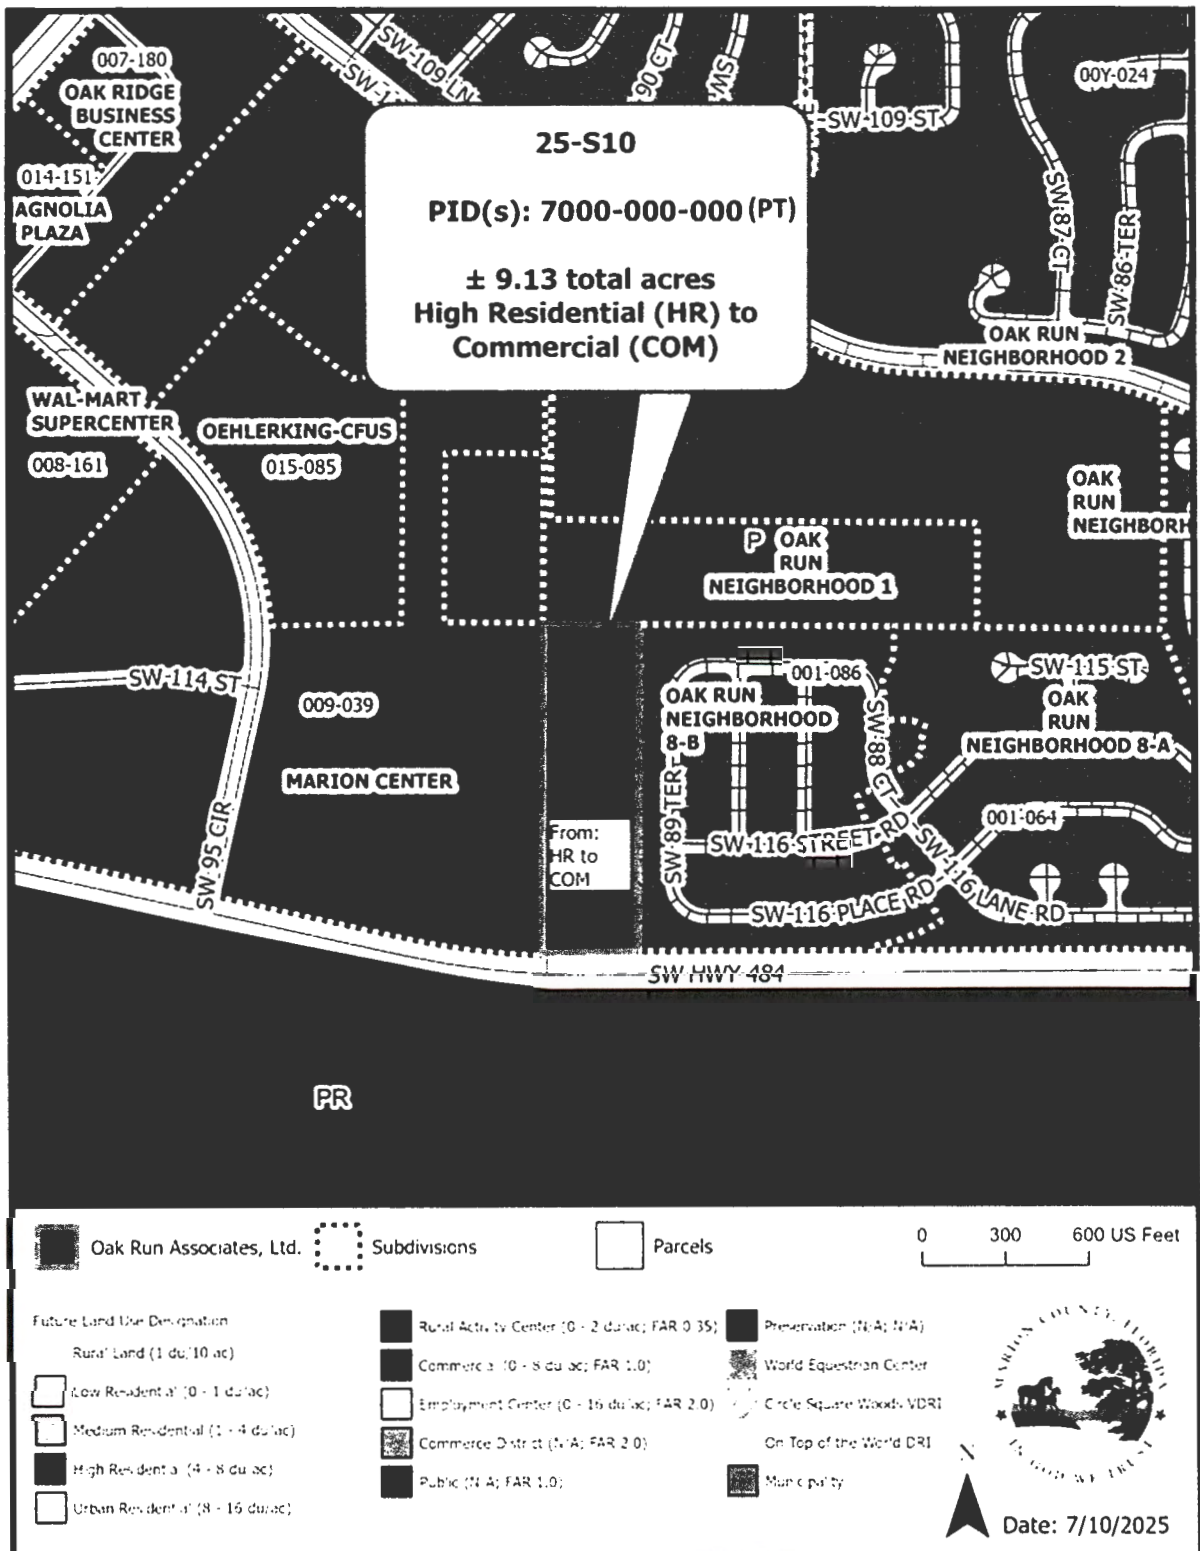 007-180
OAK RIDGE
BUSINESS
CENTER
014-151
AGNOLIA
PLAZA
SW-109-LN
SW-1
90 CT
SW
SW-109 ST
00Y-024
SW-87-CT
SW-86-TER
OAK RUN
NEIGHBORHOOD 2
25-S10
PID(s): 7000-000-000 (PT)
± 9.13 total acres
High Residential (HR) to
Commercial (COM)
WAL-MART
SUPERCENTER
008-161
OEHLERKING-CFUS
015-085
OAK
RUN
NEIGHBORH
P OAK
RUN
NEIGHBORHOOD 1
SW-114 ST
009-039
MARION CENTER
SW 95 CIR
From:
HR to
COM
001-086
OAK RUN
NEIGHBORHOOD
8-B
SW-89-TER
SW-88 CT
SW-115 ST
OAK
RUN
NEIGHBORHOOD 8-A
SW-116 STREET-RD
001-064
SW-116 LANE-RD
SW-116 PLACE RD
SW HWY 484
PR
Oak Run Associates, Ltd.
Subdivisions
Parcels
0 300 600 US Feet
Future Land Use Designation
Rural Land (1 du/10 ac)
Low Residential (0 - 1 du/ac)
Medium Residential (1 - 4 du/ac)
High Residential (4 - 8 du/ac)
Urban Residential (8 - 16 du/ac)
Rural Activity Center (0 - 2 du/ac; FAR 0.35)
Commercial (0 - 8 du/ac; FAR 1.0)
Employment Center (0 - 16 du/ac; FAR 2.0)
Commerce District (N/A; FAR 2.0)
Public (N/A; FAR 1.0)
Preservation (N/A; N/A)
World Equestrian Center
Circle Square Woods VDRI
On Top of the World DRI
Municipality
MARION COUNTY, FLORIDA
IN GOD WE TRUST
N
Date: 7/10/2025